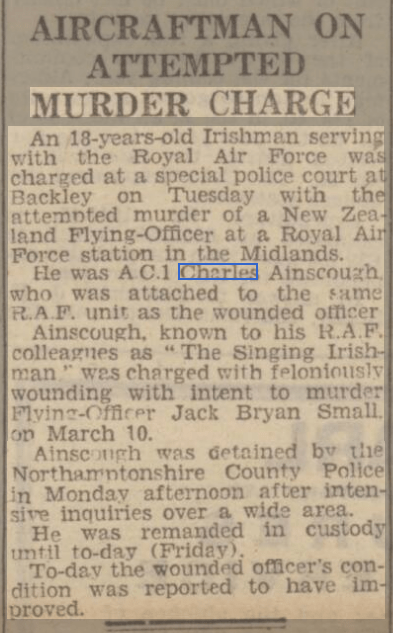 AIRCRAFTMAN ON
ATTEMPTED
MURDER CHARGE
An 18-years-old Irishman serving
with the Royal Air Force was
charged at a special police court at
Backley on Tuesday with the
attempted murder of a New Zea-
land Flying-Officer at a Royal Air
Force station in the Midlands.
He was A.C.1 Charles Ainscough,
who was attached to the same
R.A.F. unit as the wounded officer
Ainscough, known to his R.A.F.
colleagues as "The Singing Irish-
man" was charged with feloniously
wounding with intent to murder
Flying-Officer Jack Bryan Small,
on March 10.
Ainscough was detained by the
Northamptonshire County Police
in Monday afternoon after inten-
sive inquiries over a wide area.
He was remanded in custody
until to-day (Friday).
To-day the wounded officer's con-
dition was reported to have im-
proved.